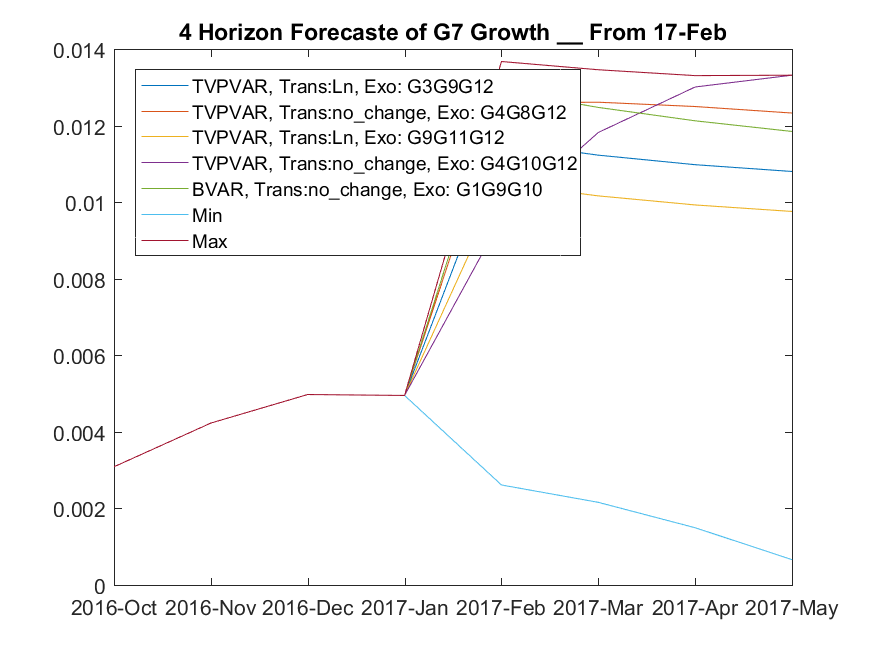 4 Horizon Forecaste of G7 Growth __ From 17-Feb
0.014
0.012
0.01
0.008
0.006
0.004
0.002
0
TVPVAR, Trans:Ln, Exo: G3G9G12
TVPVAR, Trans:no_change, Exo: G4G8G12
TVPVAR, Trans:Ln, Exo: G9G11G12
TVPVAR, Trans:no_change, Exo: G4G10G12
BVAR, Trans:no_change, Exo: G1G9G10
Min
Max
2016-Oct 2016-Nov 2016-Dec 2017-Jan 2017-Feb 2017-Mar 2017-Apr 2017-May